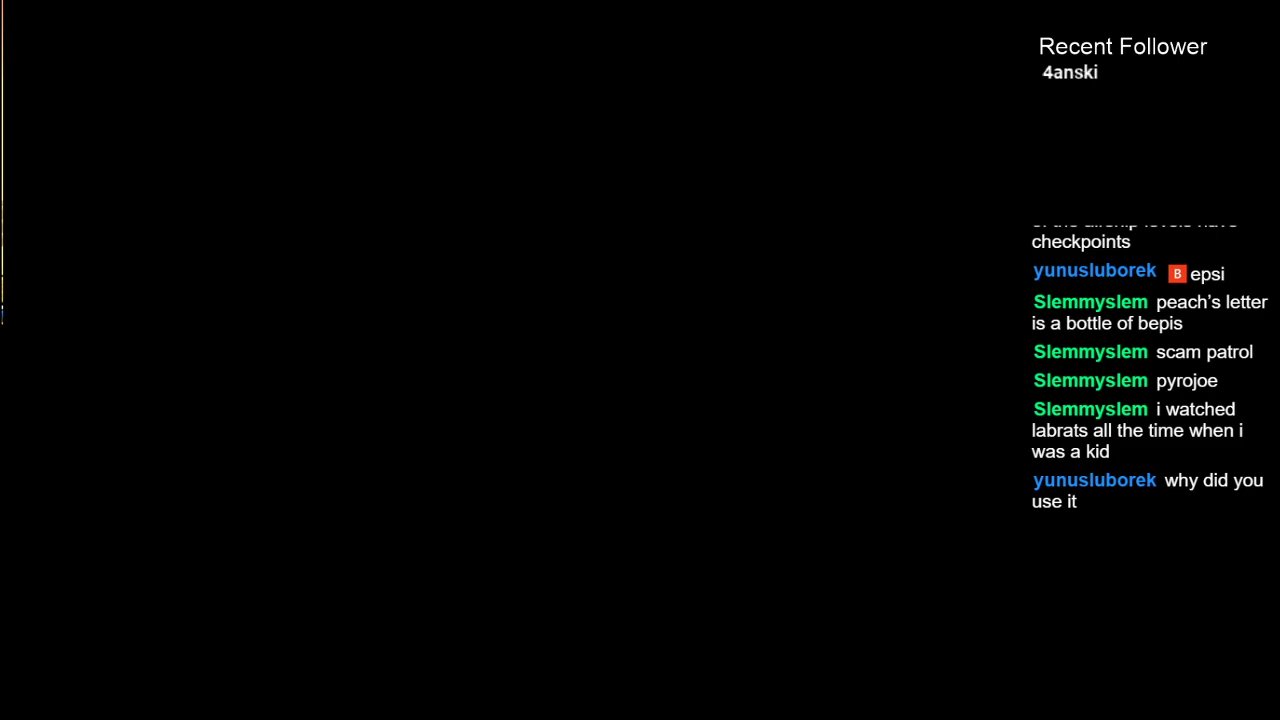 Recent Follower
4anski
checkpoints
yunusluborek 🅱 epsi
Slemmyslem peach's letter
is a bottle of bepis
Slemmyslem scam patrol
Slemmyslem pyrojoe
Slemmyslem i watched
labrats all the time when i
was a kid
yunusluborek why did you
use it